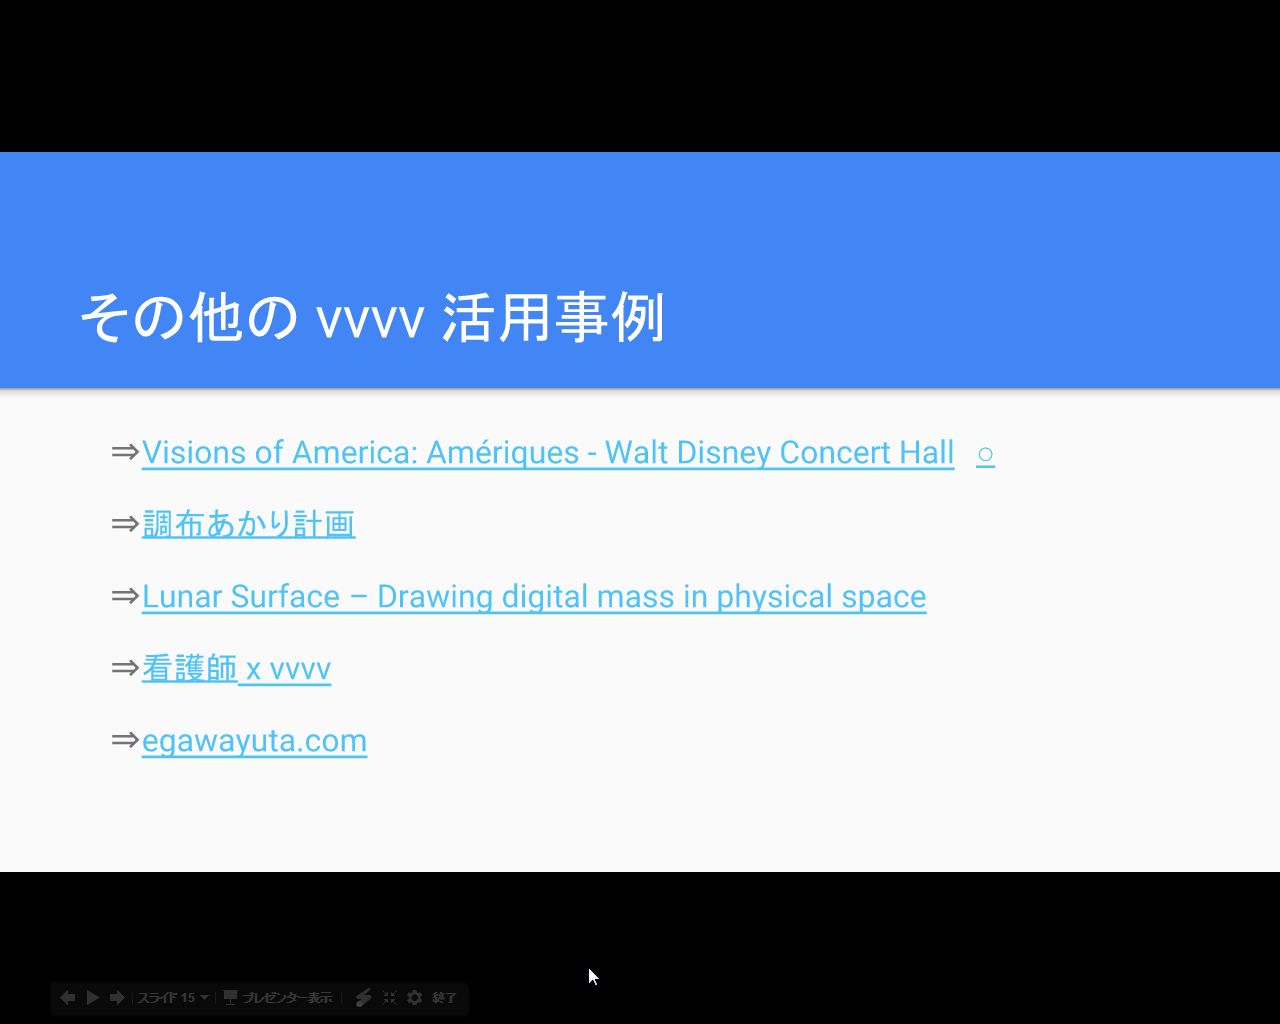 その他の vvvv 活用事例
⇒Visions of America: Amériques - Walt Disney Concert Hall ○
⇒調布あかり計画
⇒Lunar Surface – Drawing digital mass in physical space
⇒看護師 x vvvv
⇒egawayuta.com
スライド 15 プレゼンター表示 終了